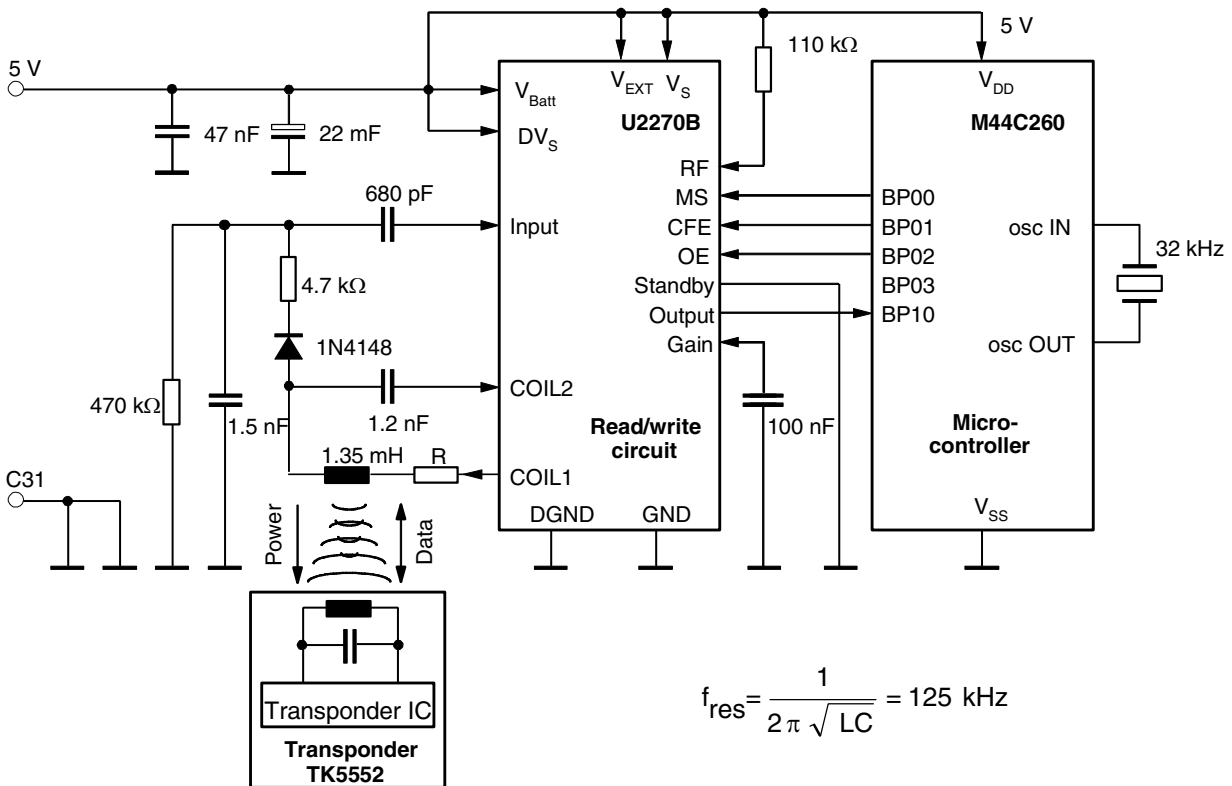 5 V
47 nF
22 mF
680 pF
4.7 kΩ
1N4148
470 kΩ
1.5 nF
1.2 nF
1.35 mH
R
C31
Power
Data
Transponder IC
Transponder
TK5552
V_Batt
DV_S
Input
COIL2
COIL1
V_EXT
V_S
U2270B
RF
MS
CFE
OE
Standby
Output
Gain
Read/write
circuit
DGND
GND
110 kΩ
100 nF
5 V
V_DD
M44C260
BP00
BP01
BP02
BP03
BP10
osc IN
osc OUT
Micro-
controller
V_SS
32 kHz
f_res= 1 / (2 π √ LC) = 125 kHz